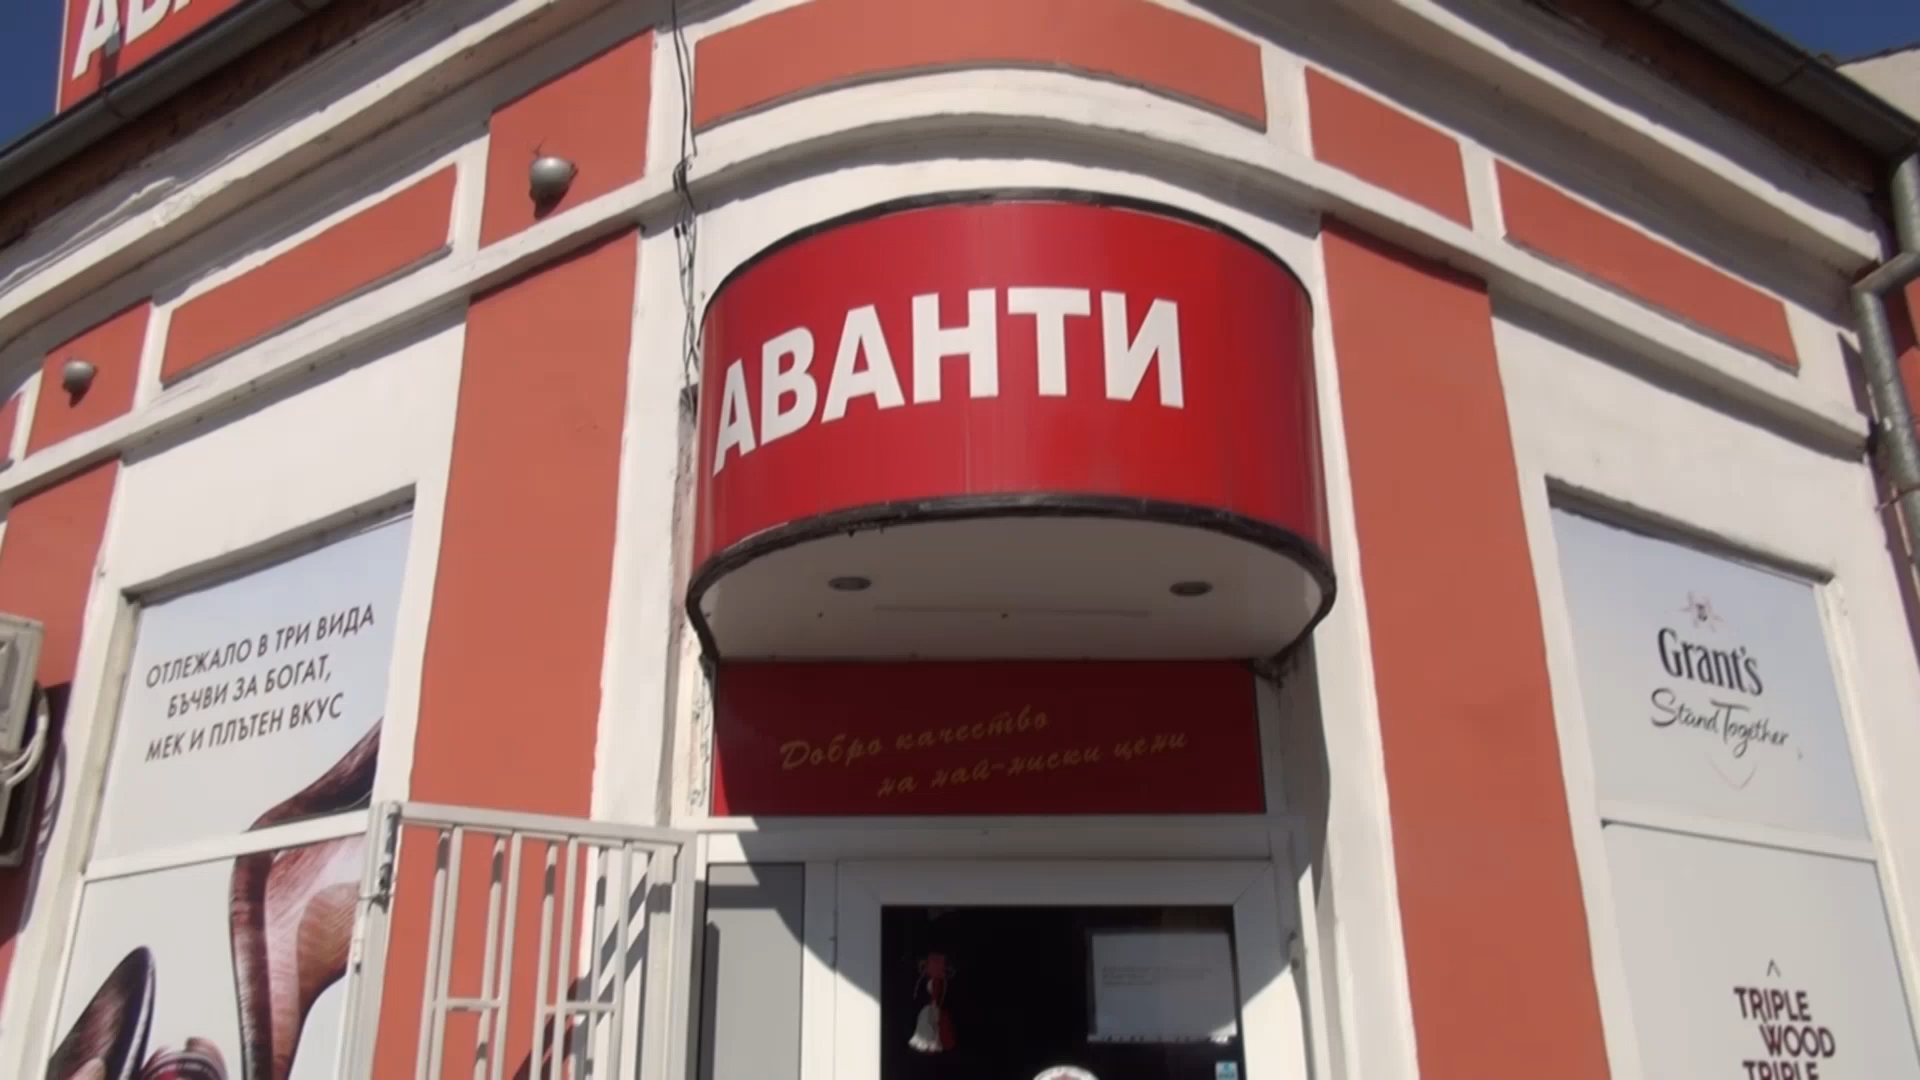 АВАНТИ
ОТЛЕЖАЛО В ТРИ ВИДА
БЪЧВИ ЗА БОГАТ,
МЕК И ПЛЪТЕН ВКУС
Добро качество
на най-ниски цени
Grant's
Stand Together
TRIPLE
WOOD
TRIPLE